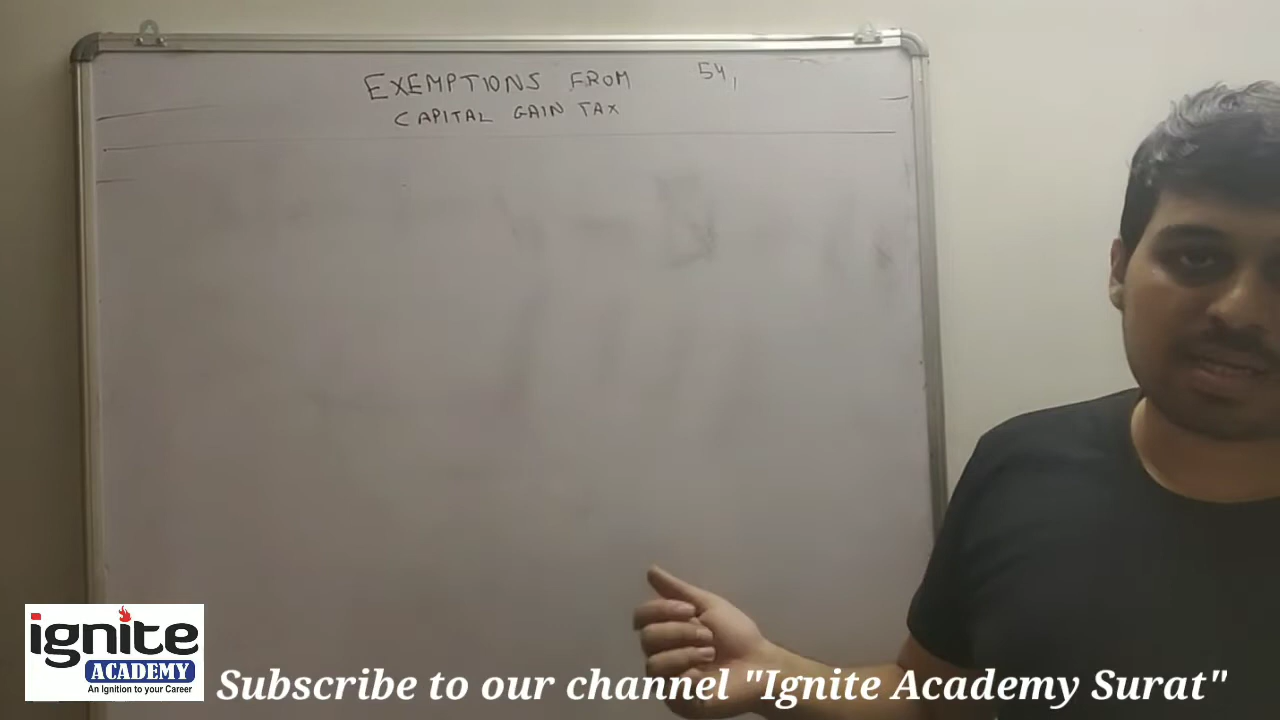 EXEMPTIONS FROM 54,
CAPITAL GAIN TAX
ignite
ACADEMY
An Ignition to your Career
Subscribe to our channel "Ignite Academy Surat"